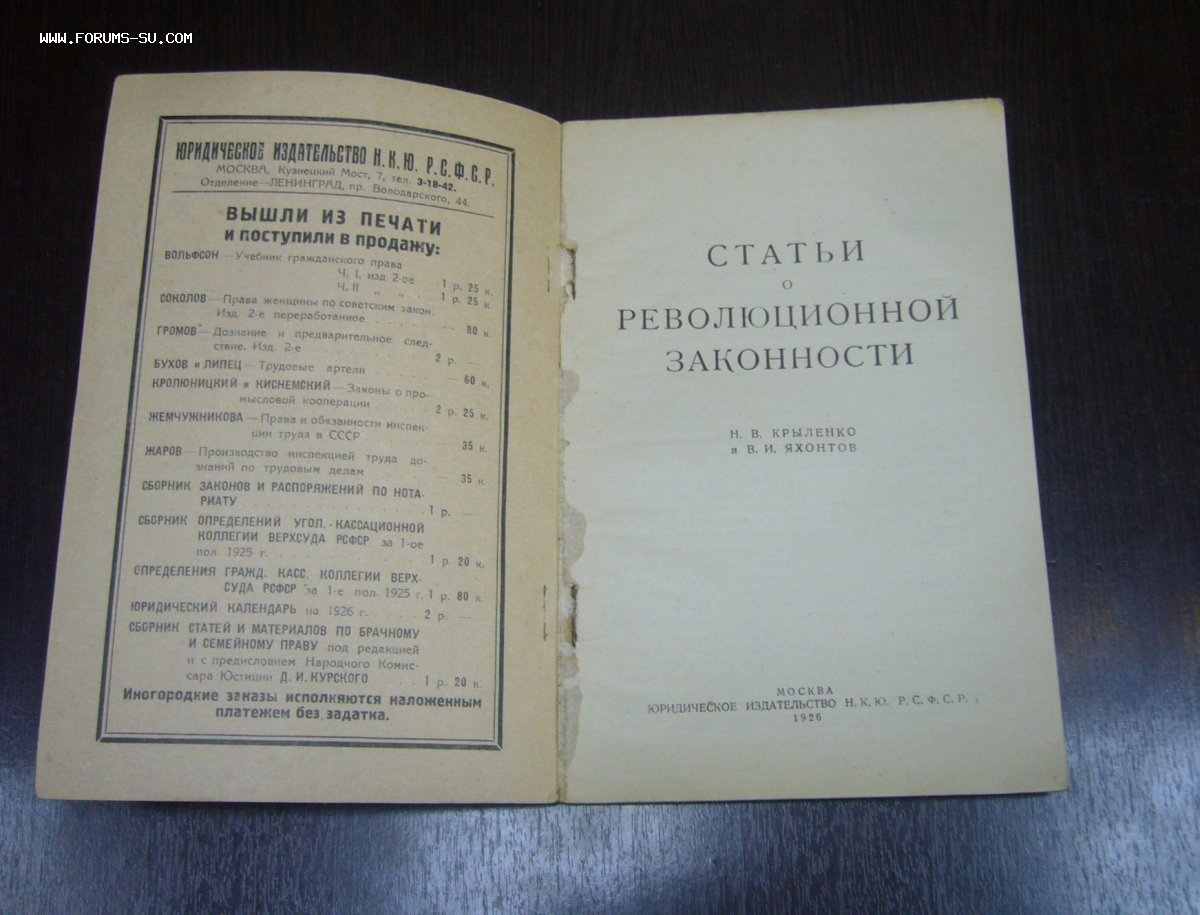 WWW.FORUMS-SU.COM
ЮРИДИЧЕСКОЕ ИЗДАТЕЛЬСТВО Н.К.Ю. Р.С.Ф.С.Р.
МОСКВА, Кузнецкий Мост, 7, тел. 3-18-42.
Отделение—ЛЕНИНГРАД, пр. Володарского, 44.
ВЫШЛИ ИЗ ПЕЧАТИ
и поступили в продажу:
ВОЛЬФСОН — Учебник гражданского права
Ч. I, изд. 2-ое 1 р. 25 к.
Ч. II „ „ 1 р. 25 к.
СОКОЛОВ — Права женщины по советским закон.
Изд. 2-е переработанное — 80 к.
ГРОМОВ — Дознание и предварительное след-
ствие. Изд. 2-е 2 р. —
БУХОВ и ЛИПЕЦ — Трудовые артели — 60 к.
КРОЛЮНИЦКИЙ и КИСНЕМСКИЙ — Законы о про-
мысловой кооперации 2 р. 25 к.
ЖЕМЧУЖНИКОВА — Права и обязанности инспек-
ции труда в СССР — 35 к.
ЖАРОВ — Производство инспекцией труда до-
знаний по трудовым делам — 35 к.
СБОРНИК ЗАКОНОВ И РАСПОРЯЖЕНИЙ ПО НОТА-
РИАТУ 1 р. —
СБОРНИК ОПРЕДЕЛЕНИЙ УГОЛ.-КАССАЦИОННОЙ
КОЛЛЕГИИ ВЕРХСУДА РСФСР за 1-ое
пол. 1925 г. 1 р. 20 к.
ОПРЕДЕЛЕНИЯ ГРАЖД. КАСС. КОЛЛЕГИИ ВЕРХ-
СУДА РСФСР за 1-е пол. 1925 г. 1 р. 80 к.
ЮРИДИЧЕСКИЙ КАЛЕНДАРЬ на 1926 г. 2 р. —
СБОРНИК СТАТЕЙ И МАТЕРИАЛОВ ПО БРАЧНОМУ
И СЕМЕЙНОМУ ПРАВУ под редакцией
и с предисловием Народного Комис-
сара Юстиции Д. И. КУРСКОГО 1 р. 20 к.
Иногородние заказы исполняются наложенным
платежем без задатка.
СТАТЬИ
О
РЕВОЛЮЦИОННОЙ
ЗАКОННОСТИ
Н. В. КРЫЛЕНКО
и В. И. ЯХОНТОВ
МОСКВА
ЮРИДИЧЕСКОЕ ИЗДАТЕЛЬСТВО Н. К. Ю. Р. С. Ф. С. Р.
1926